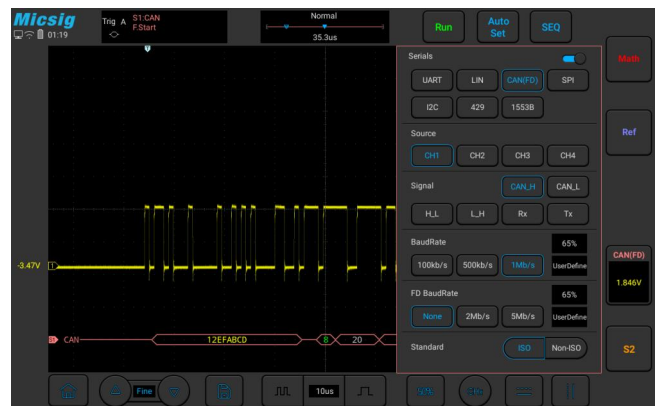 Micsig
01:19
Trig A S1:CAN
F.Start
Normal
35.3us
Run
Auto
Set
SEQ
Math
Ref
Serials
UART LIN CAN(FD) SPI
I2C 429 1553B
Source
CH1 CH2 CH3 CH4
Signal CAN_H CAN_L
H_L L_H Rx Tx
BaudRate 65%
100kb/s 500kb/s 1Mb/s UserDefine
FD BaudRate 65%
None 2Mb/s 5Mb/s UserDefine
Standard ISO Non-ISO
-3.47V 1
CAN 12EFABCD 8 20
CAN(FD)
1.846V
S2
Fine
10us
50%